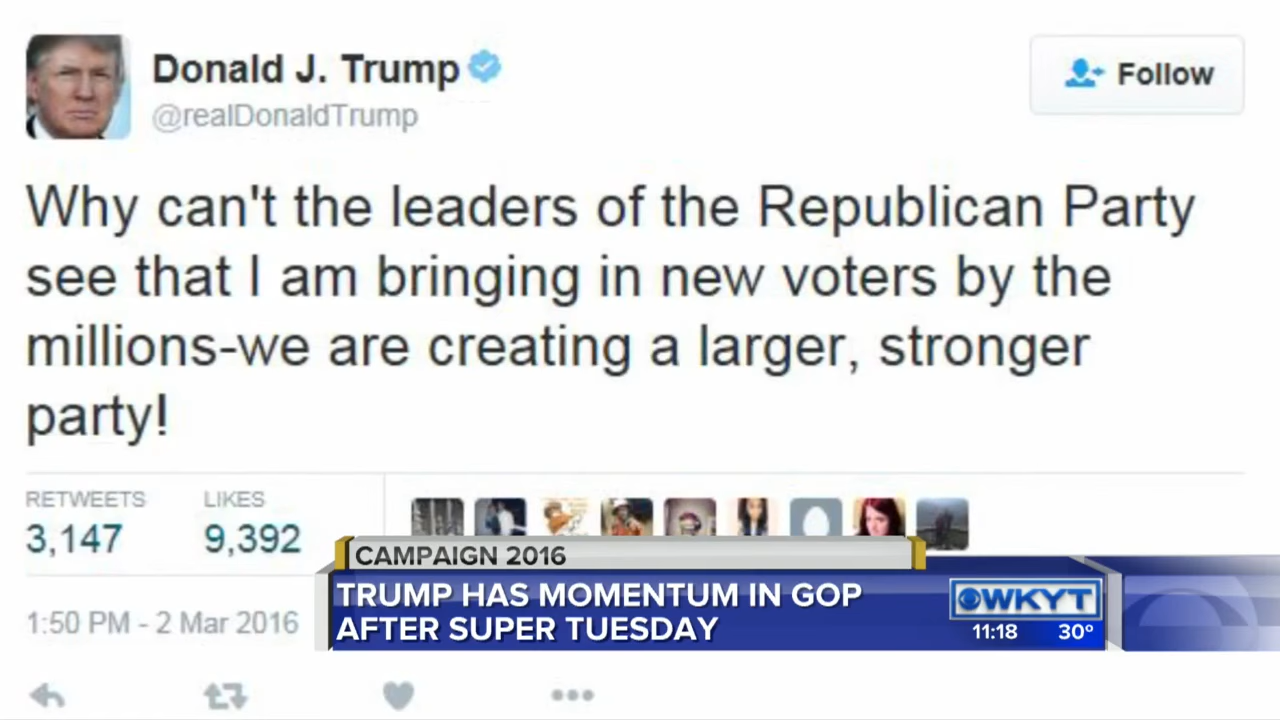 Donald J. Trump
@realDonaldTrump
Follow
Why can't the leaders of the Republican Party
see that I am bringing in new voters by the
millions-we are creating a larger, stronger
party!
RETWEETS
LIKES
3,147
9,392
1:50 PM - 2 Mar 2016
CAMPAIGN 2016
TRUMP HAS MOMENTUM IN GOP
AFTER SUPER TUESDAY
WKYT
11:18
30°